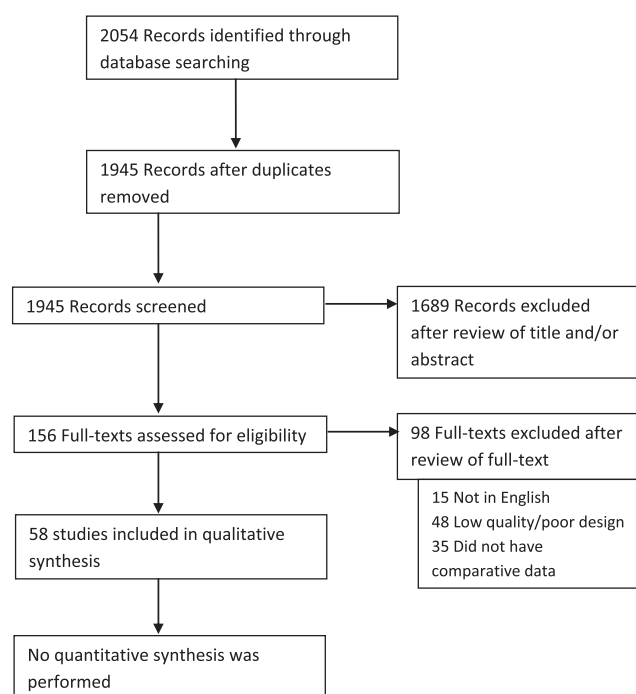 2054 Records identified through
database searching
1945 Records after duplicates
removed
1945 Records screened
1689 Records excluded
after review of title and/or
abstract
156 Full-texts assessed for eligibility
98 Full-texts excluded after
review of full-text
15 Not in English
48 Low quality/poor design
35 Did not have
comparative data
58 studies included in qualitative
synthesis
No quantitative synthesis was
performed